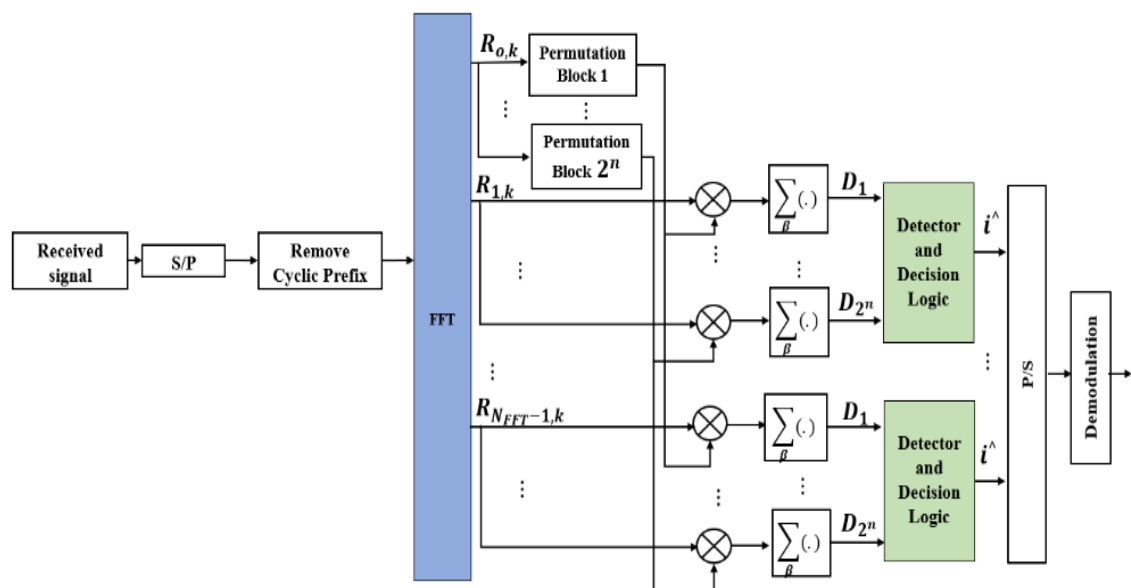 Received
signal
S/P
Remove
Cyclic Prefix
FFT
R_{o,k}
Permutation
Block 1
⋮
⋮
Permutation
Block 2^n
R_{1,k}
∑(.)
β
D_1
⋮
⋮
⋮
∑(.)
β
D_{2^n}
Detector
and
Decision
Logic
i^
⋮
⋮
R_{N_{FFT}-1,k}
∑(.)
β
D_1
⋮
⋮
⋮
∑(.)
β
D_{2^n}
Detector
and
Decision
Logic
i^
P/S
Demodulation